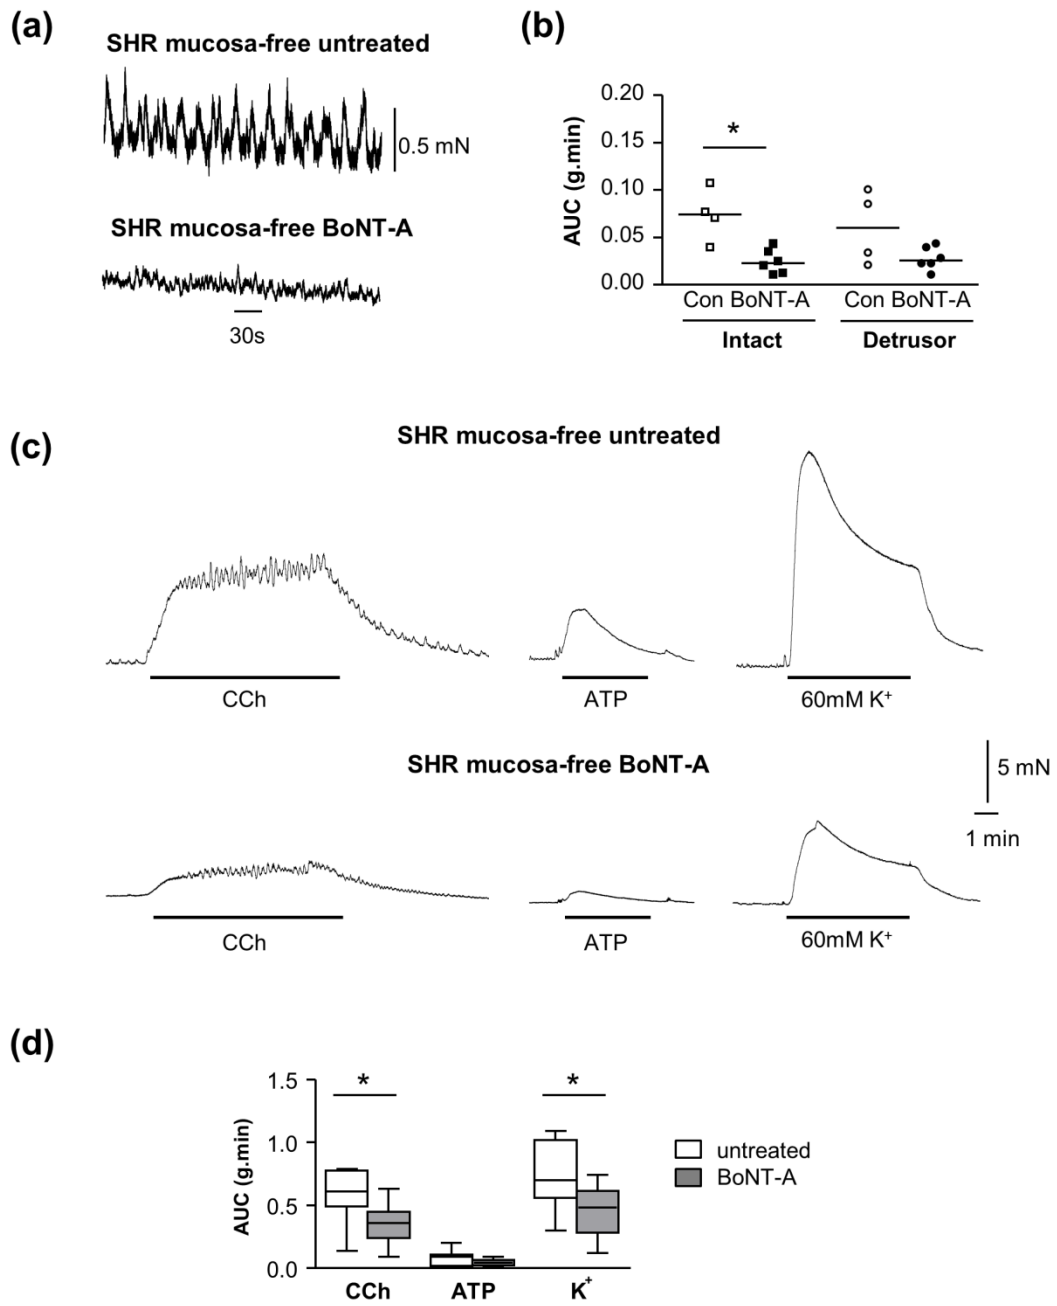 (a)
SHR mucosa-free untreated
0.5 mN
SHR mucosa-free BoNT-A
30s
(b)
AUC (g.min)
0.20
0.15
0.10
0.05
0.00
*
Con BoNT-A Con BoNT-A
Intact Detrusor
(c)
SHR mucosa-free untreated
CCh ATP 60mM K⁺
SHR mucosa-free BoNT-A
5 mN
1 min
CCh ATP 60mM K⁺
(d)
AUC (g.min)
1.5
1.0
0.5
0.0
* *
CCh ATP K⁺
untreated
BoNT-A